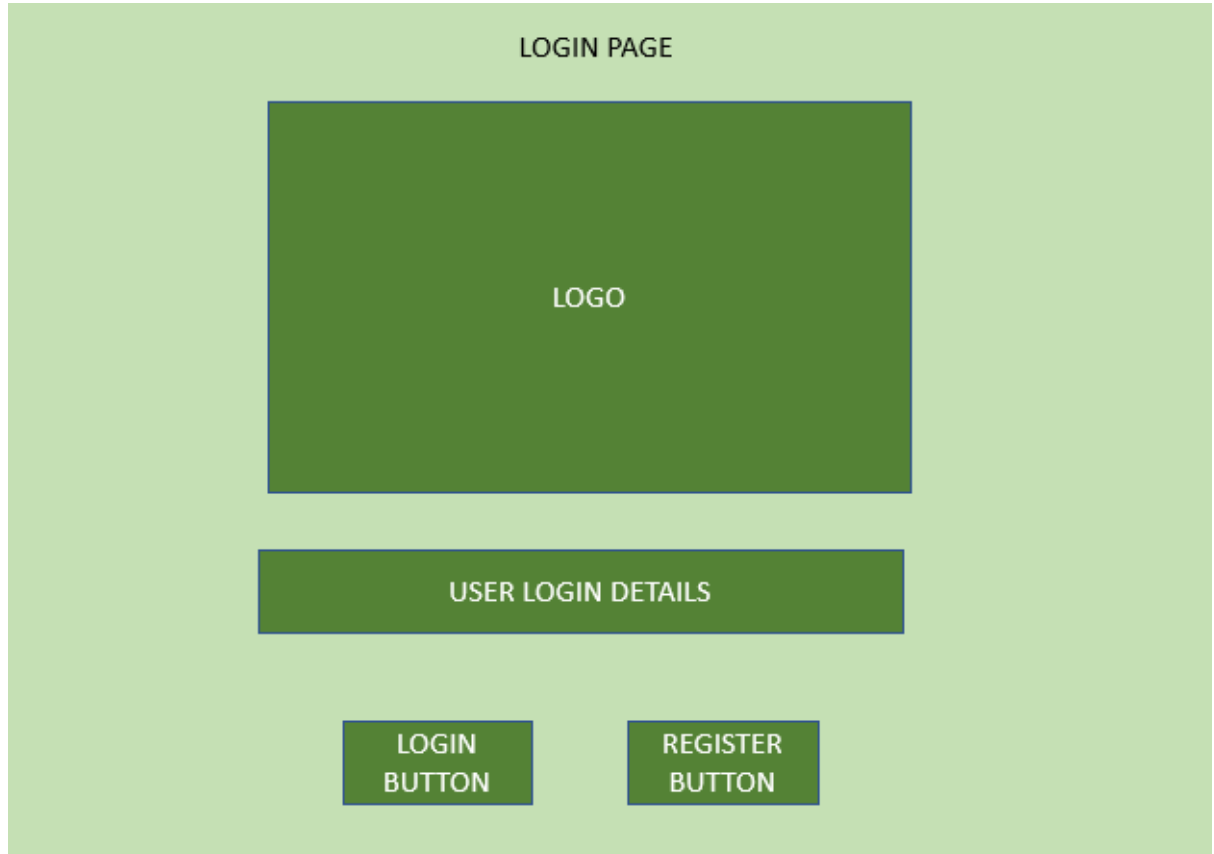 LOGIN PAGE
LOGO
USER LOGIN DETAILS
LOGIN
BUTTON
REGISTER
BUTTON